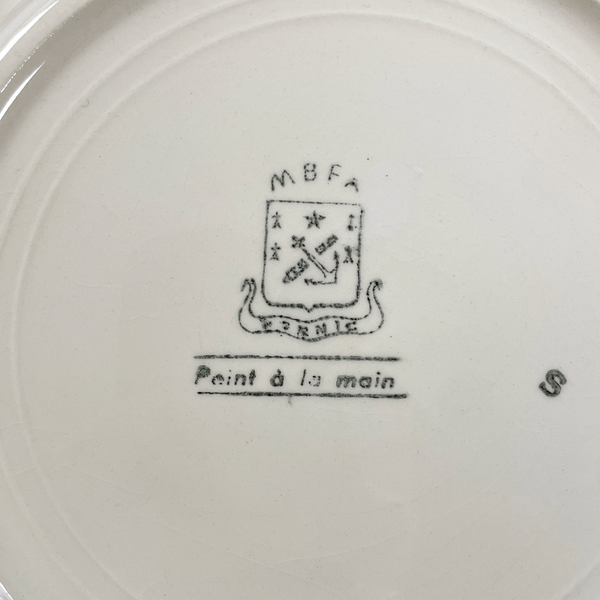 MBFA
PORNIC
Peint à la main
S